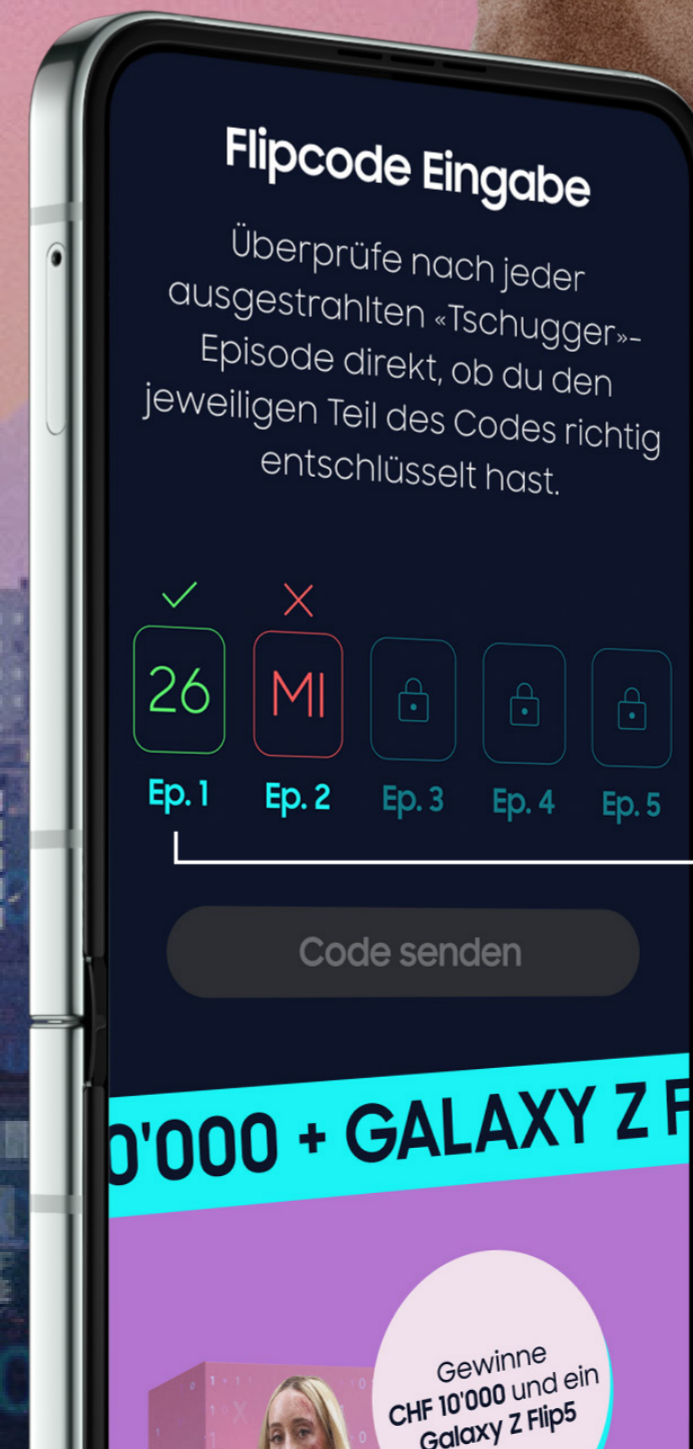 Flipcode Eingabe
Überprüfe nach jeder
ausgestrahlten «Tschugger»-
Episode direkt, ob du den
jeweiligen Teil des Codes richtig
entschlüsselt hast.
26
MI
Ep. 1
Ep. 2
Ep. 3
Ep. 4
Ep. 5
Code senden
0'000 + GALAXY Z F
Gewinne
CHF 10'000 und ein
Galaxy Z Flip5